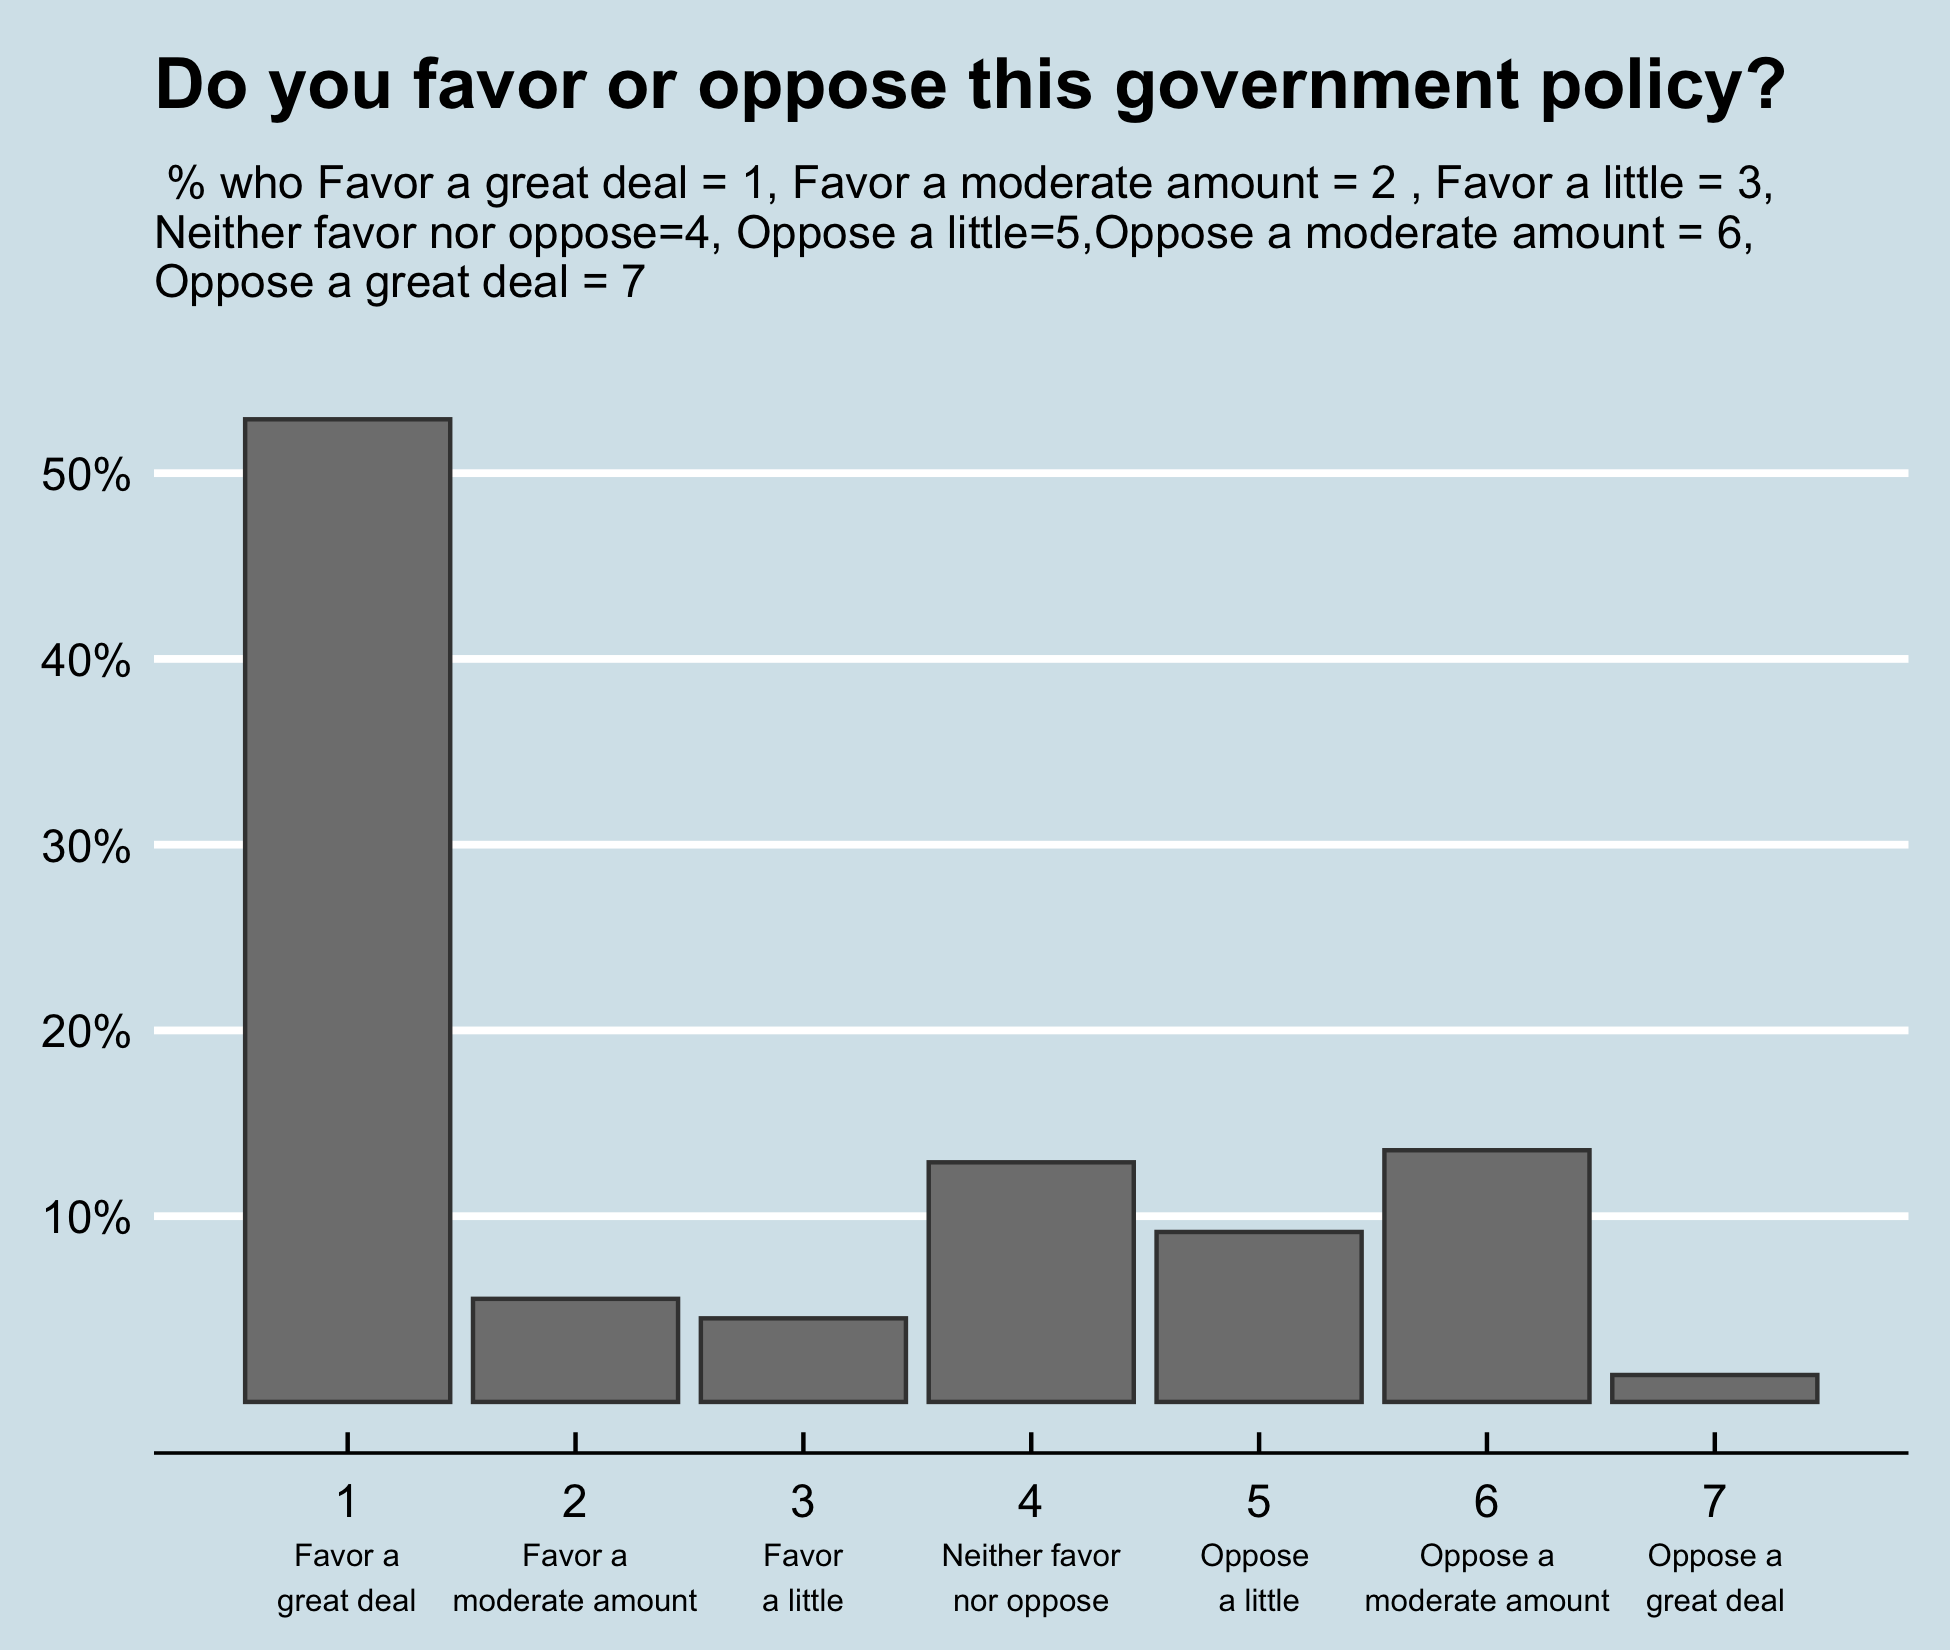 Do you favor or oppose this government policy?
% who Favor a great deal = 1, Favor a moderate amount = 2 , Favor a little = 3,
Neither favor nor oppose=4, Oppose a little=5,Oppose a moderate amount = 6,
Oppose a great deal = 7
50%
40%
30%
20%
10%
1 2 3 4 5 6 7
Favor a Favor a Favor Neither favor Oppose Oppose a Oppose a
great deal moderate amount a little nor oppose a little moderate amount great deal